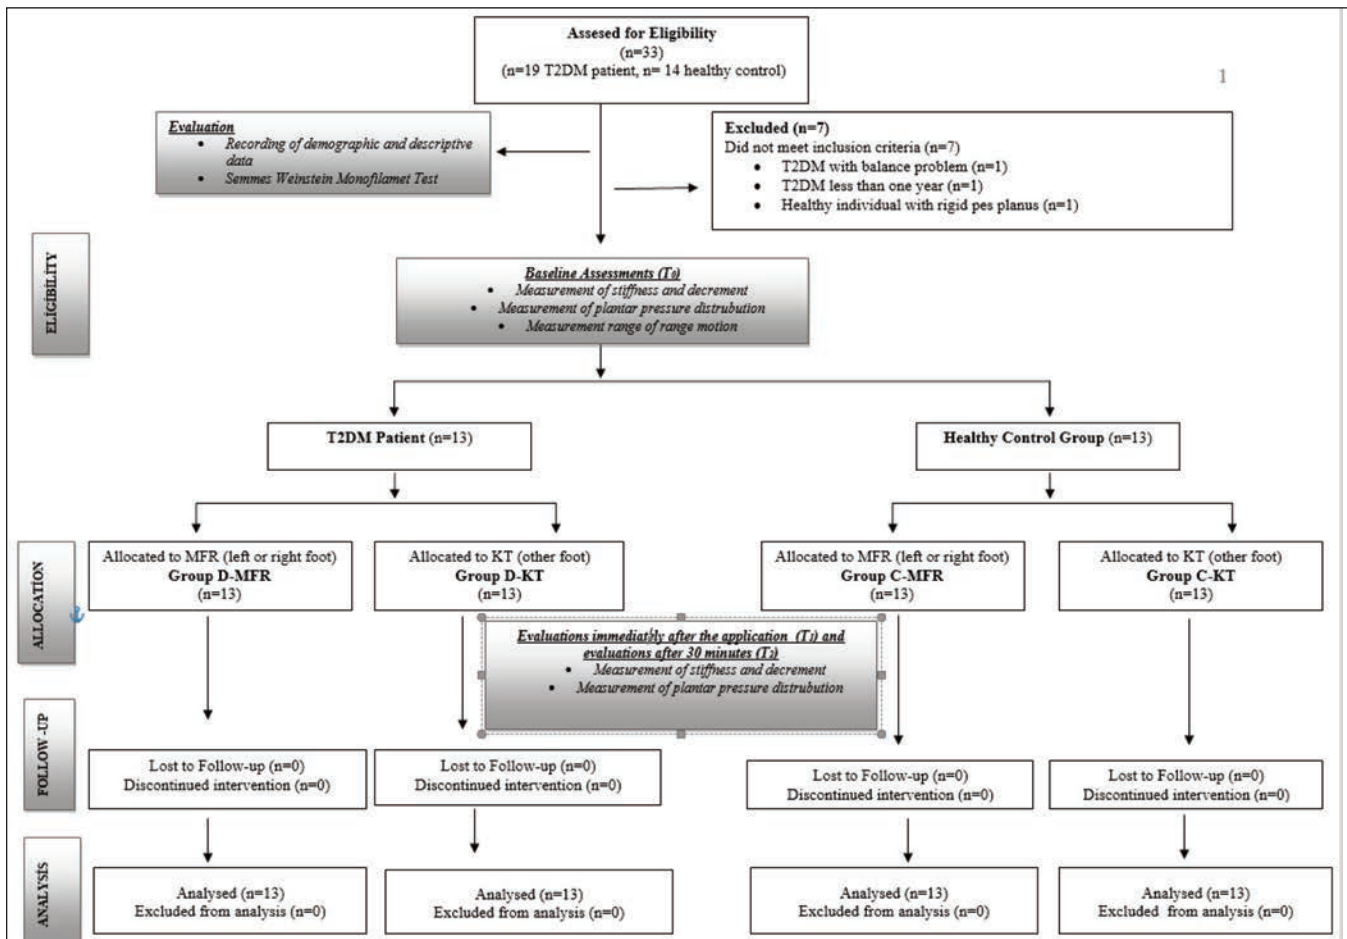 Assesed for Eligibility
(n=33)
(n=19 T2DM patient, n= 14 healthy control)
1
Evaluation
• Recording of demographic and descriptive
data
• Semmes Weinstein Monofilamet Test
Excluded (n=7)
Did not meet inclusion criteria (n=7)
• T2DM with balance problem (n=1)
• T2DM less than one year (n=1)
• Healthy individual with rigid pes planus (n=1)
ELİGİBİLİTY
Baseline Assessments (T0)
• Measurement of stiffness and decrement
• Measurement of plantar pressure distrubution
• Measurement range of range motion
T2DM Patient (n=13)
Healthy Control Group (n=13)
ALLOCATION
Allocated to MFR (left or right foot)
Group D-MFR
(n=13)
Allocated to KT (other foot)
Group D-KT
(n=13)
Allocated to MFR (left or right foot)
Group C-MFR
(n=13)
Allocated to KT (other foot)
Group C-KT
(n=13)
Evaluations immediately after the application (T1) and
evaluations after 30 minutes (T2)
• Measurement of stiffness and decrement
• Measurement of plantar pressure distrubution
FOLLOW-UP
Lost to Follow-up (n=0)
Discontinued intervention (n=0)
Lost to Follow-up (n=0)
Discontinued intervention (n=0)
Lost to Follow-up (n=0)
Discontinued intervention (n=0)
Lost to Follow-up (n=0)
Discontinued intervention (n=0)
ANALYSİS
Analysed (n=13)
Excluded from analysis (n=0)
Analysed (n=13)
Excluded from analysis (n=0)
Analysed (n=13)
Excluded from analysis (n=0)
Analysed (n=13)
Excluded from analysis (n=0)